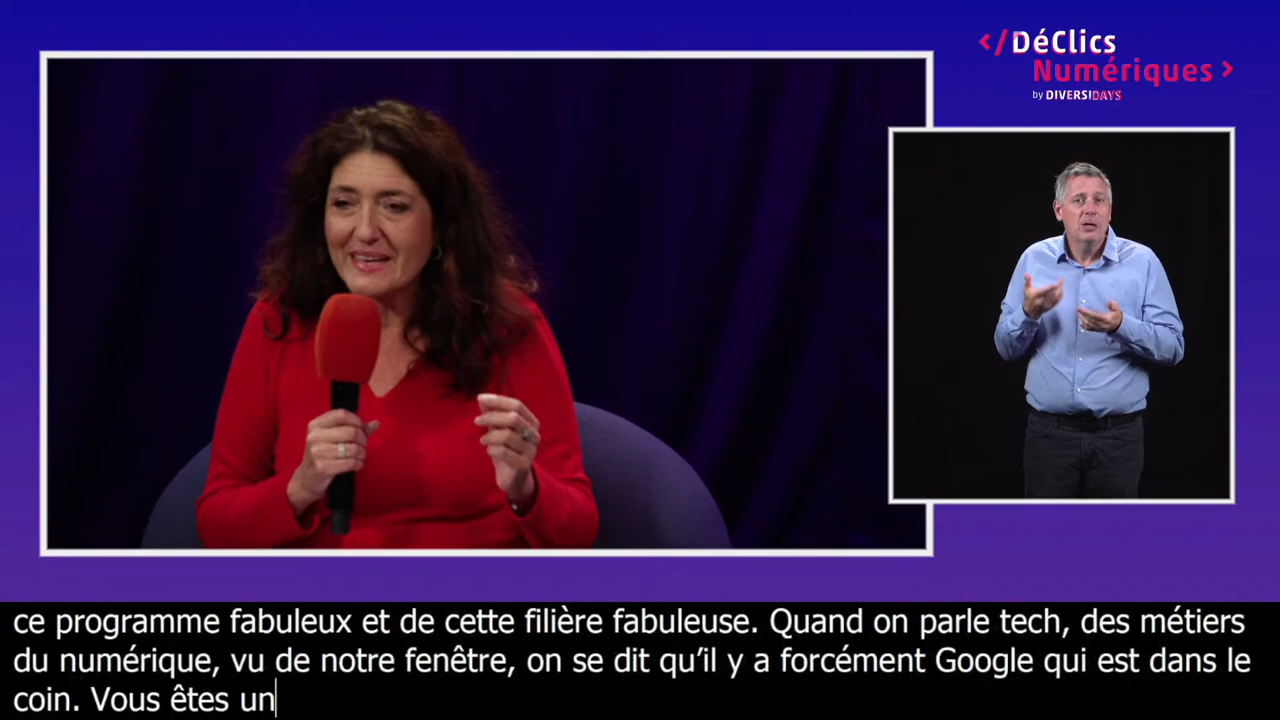 </DéClics
Numériques>
by DIVERSIDAYS
ce programme fabuleux et de cette filière fabuleuse. Quand on parle tech, des métiers
du numérique, vu de notre fenêtre, on se dit qu’il y a forcément Google qui est dans le
coin. Vous êtes un